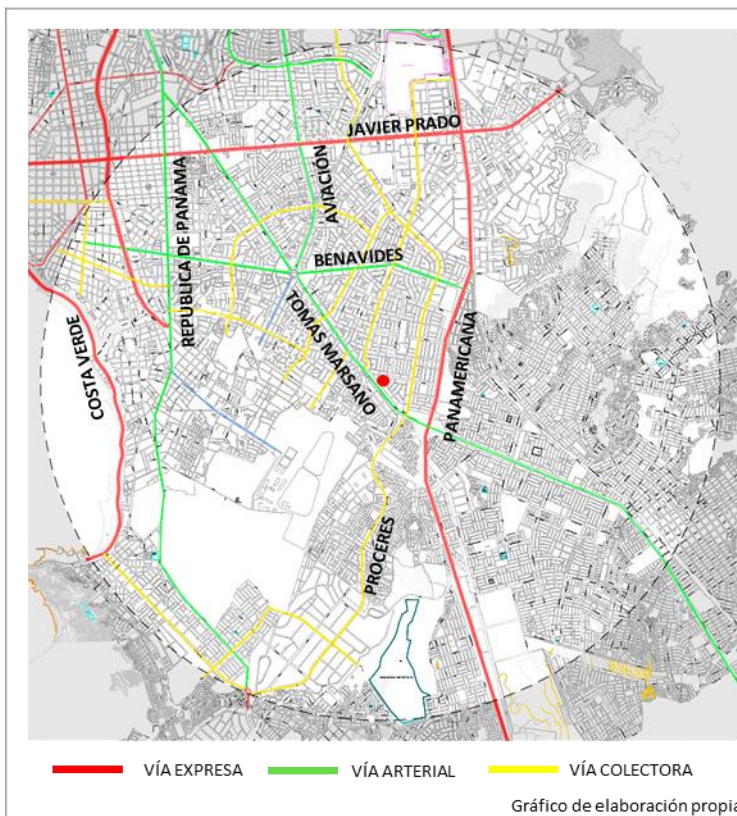 JAVIER PRADO
AVIACION
REPUBLICA DE PANAMA
BENAVIDES
TOMAS MARSANO
COSTA VERDE
PANAMERICANA
PROCERES
VÍA EXPRESA
VÍA ARTERIAL
VÍA COLECTORA
Gráfico de elaboración propia